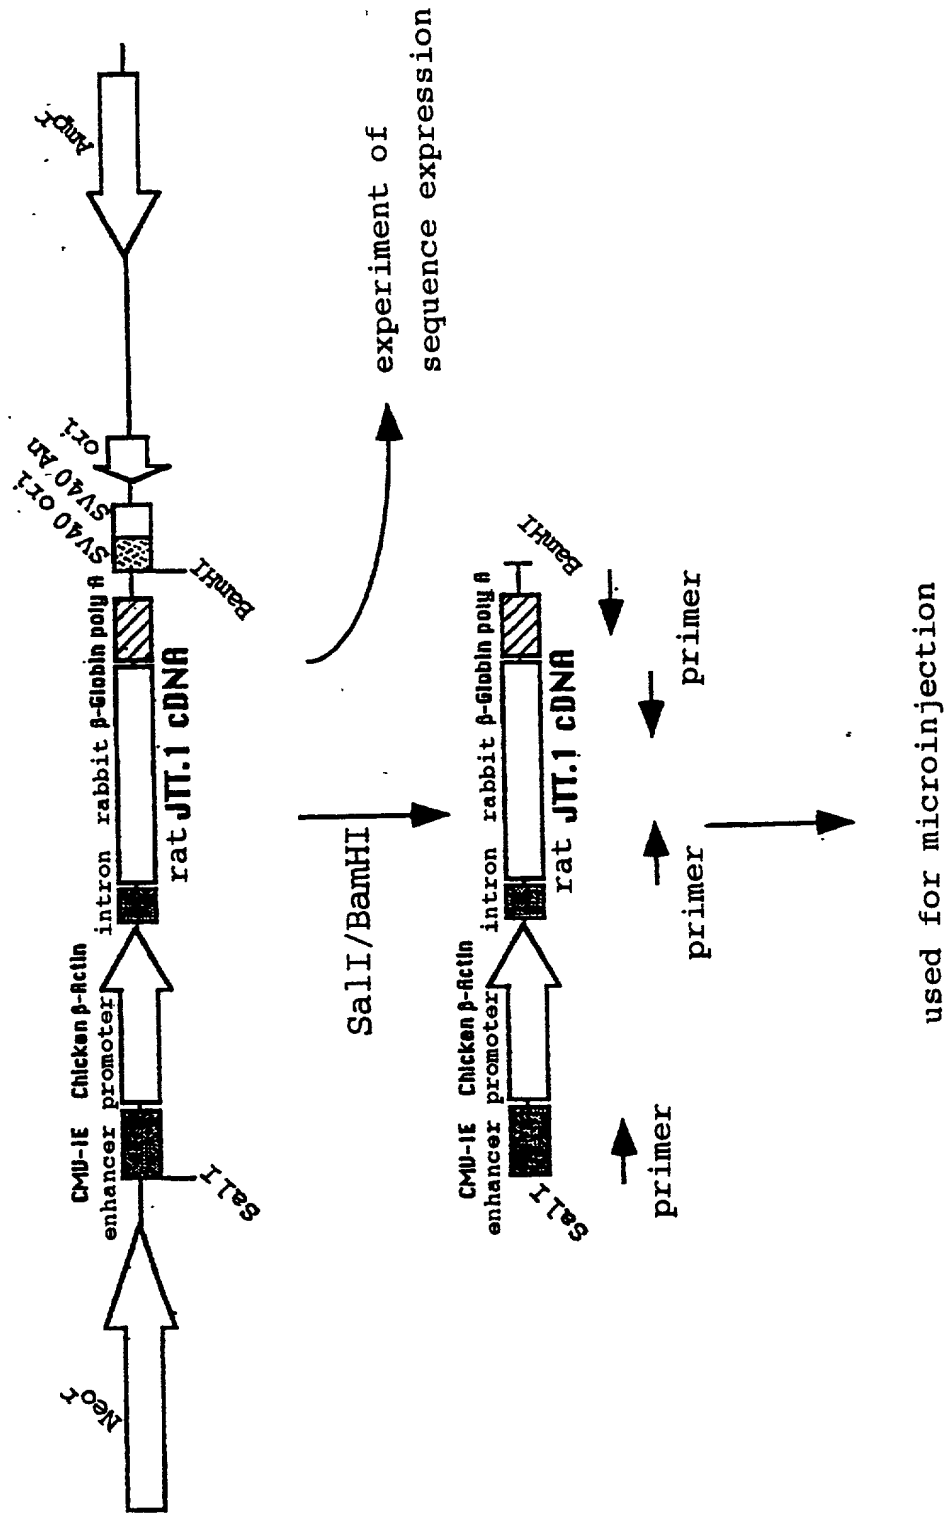 Neoʳ
SalI
CMV-IE
enhancer
Chicken β-Actin
promoter
intron
rabbit β-Globin poly A
rat JTT.1 cDNA
BamHI
SV40 ori
SV40 An
ori
Ampʳ
SalI/BamHI
experiment of
sequence expression
SalI
CMV-IE
enhancer
Chicken β-Actin
promoter
intron
rabbit β-Globin poly A
rat JTT.1 cDNA
BamHI
primer
primer
primer
used for microinjection